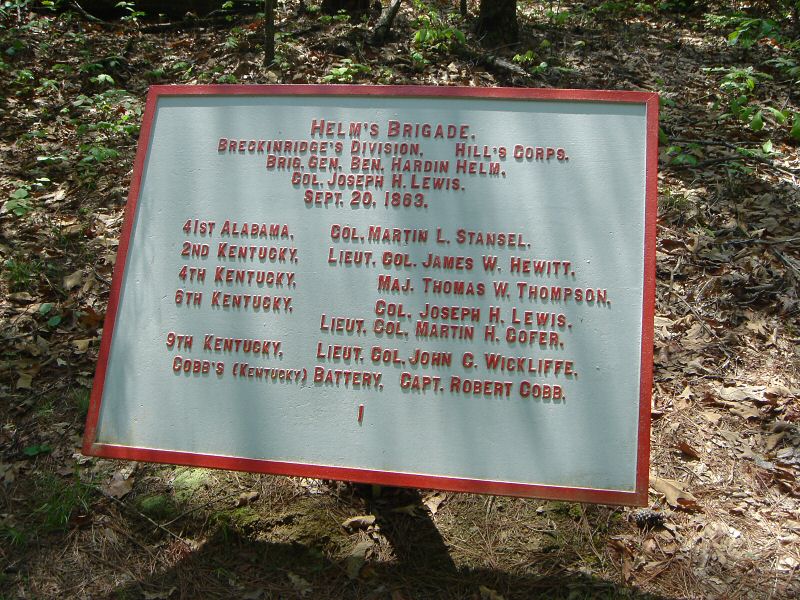 HELM'S BRIGADE.
BRECKINRIDGE'S DIVISION, HILL'S CORPS.
BRIG. GEN. BEN. HARDIN HELM,
COL. JOSEPH H. LEWIS.
SEPT. 20, 1863.
41ST ALABAMA, COL. MARTIN L. STANSEL.
2ND KENTUCKY, LIEUT. COL. JAMES W. HEWITT,
4TH KENTUCKY, MAJ. THOMAS W. THOMPSON,
6TH KENTUCKY, COL. JOSEPH H. LEWIS.
LIEUT. COL. MARTIN H. COFER.
9TH KENTUCKY, LIEUT. COL. JOHN C. WICKLIFFE.
COBB'S (KENTUCKY) BATTERY, CAPT. ROBERT COBB.
1